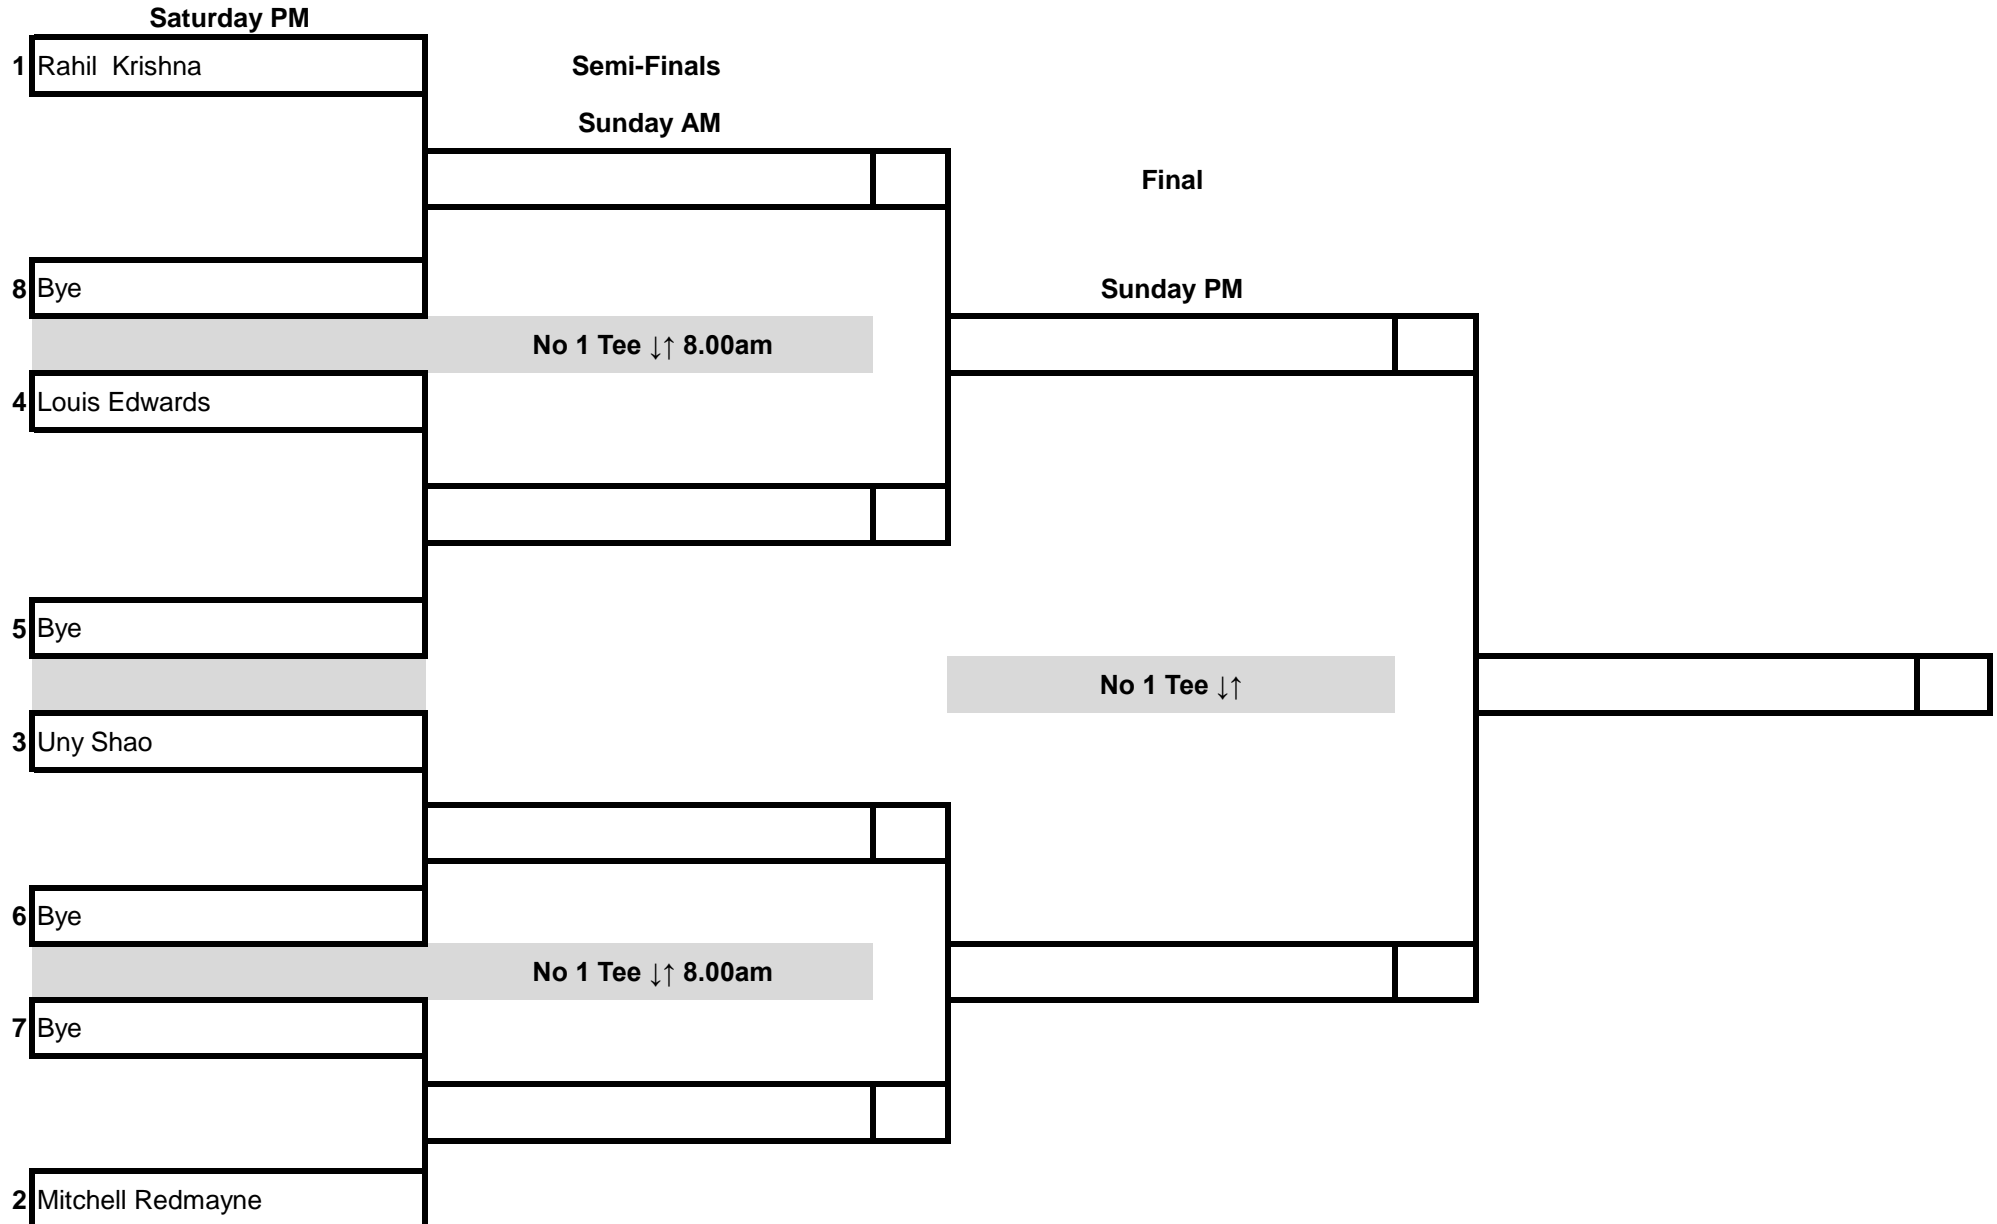 Saturday PM
1 Rahil  Krishna
Semi-Finals
Sunday AM
Final
8 Bye
Sunday PM
No 1 Tee ↓↑ 8.00am
4 Louis Edwards
5 Bye
No 1 Tee ↓↑
3 Uny Shao
6 Bye
No 1 Tee ↓↑ 8.00am
7 Bye
2 Mitchell Redmayne